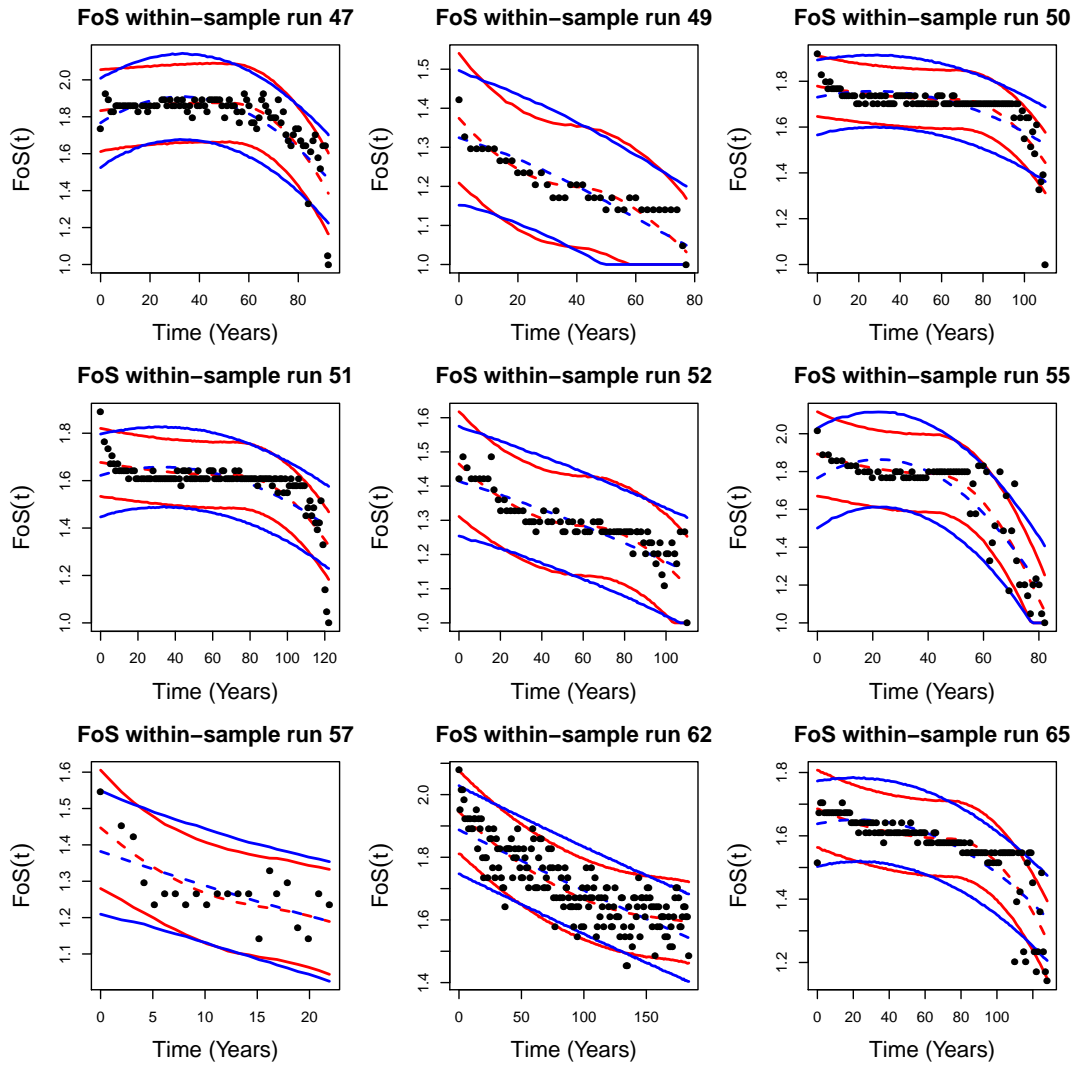 FoS within−sample run 47
FoS(t)
1.0 1.2 1.4 1.6 1.8 2.0
0 20 40 60 80
Time (Years)
FoS within−sample run 49
FoS(t)
1.0 1.1 1.2 1.3 1.4 1.5
0 20 40 60 80
Time (Years)
FoS within−sample run 50
FoS(t)
1.0 1.2 1.4 1.6 1.8
0 20 40 60 80 100
Time (Years)
FoS within−sample run 51
FoS(t)
1.0 1.2 1.4 1.6 1.8
0 20 40 60 80 100 120
Time (Years)
FoS within−sample run 52
FoS(t)
1.0 1.1 1.2 1.3 1.4 1.5 1.6
0 20 40 60 80 100
Time (Years)
FoS within−sample run 55
FoS(t)
1.0 1.2 1.4 1.6 1.8 2.0
0 20 40 60 80
Time (Years)
FoS within−sample run 57
FoS(t)
1.1 1.2 1.3 1.4 1.5 1.6
0 5 10 15 20
Time (Years)
FoS within−sample run 62
FoS(t)
1.4 1.6 1.8 2.0
0 50 100 150
Time (Years)
FoS within−sample run 65
FoS(t)
1.2 1.4 1.6 1.8
0 20 40 60 80 100
Time (Years)